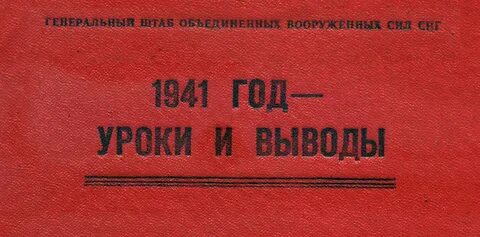 ГЕНЕРАЛЬНЫЙ ШТАБ ОБЪЕДИНЕННЫХ ВООРУЖЕННЫХ СИЛ СНГ
1941 ГОД—
УРОКИ И ВЫВОДЫ